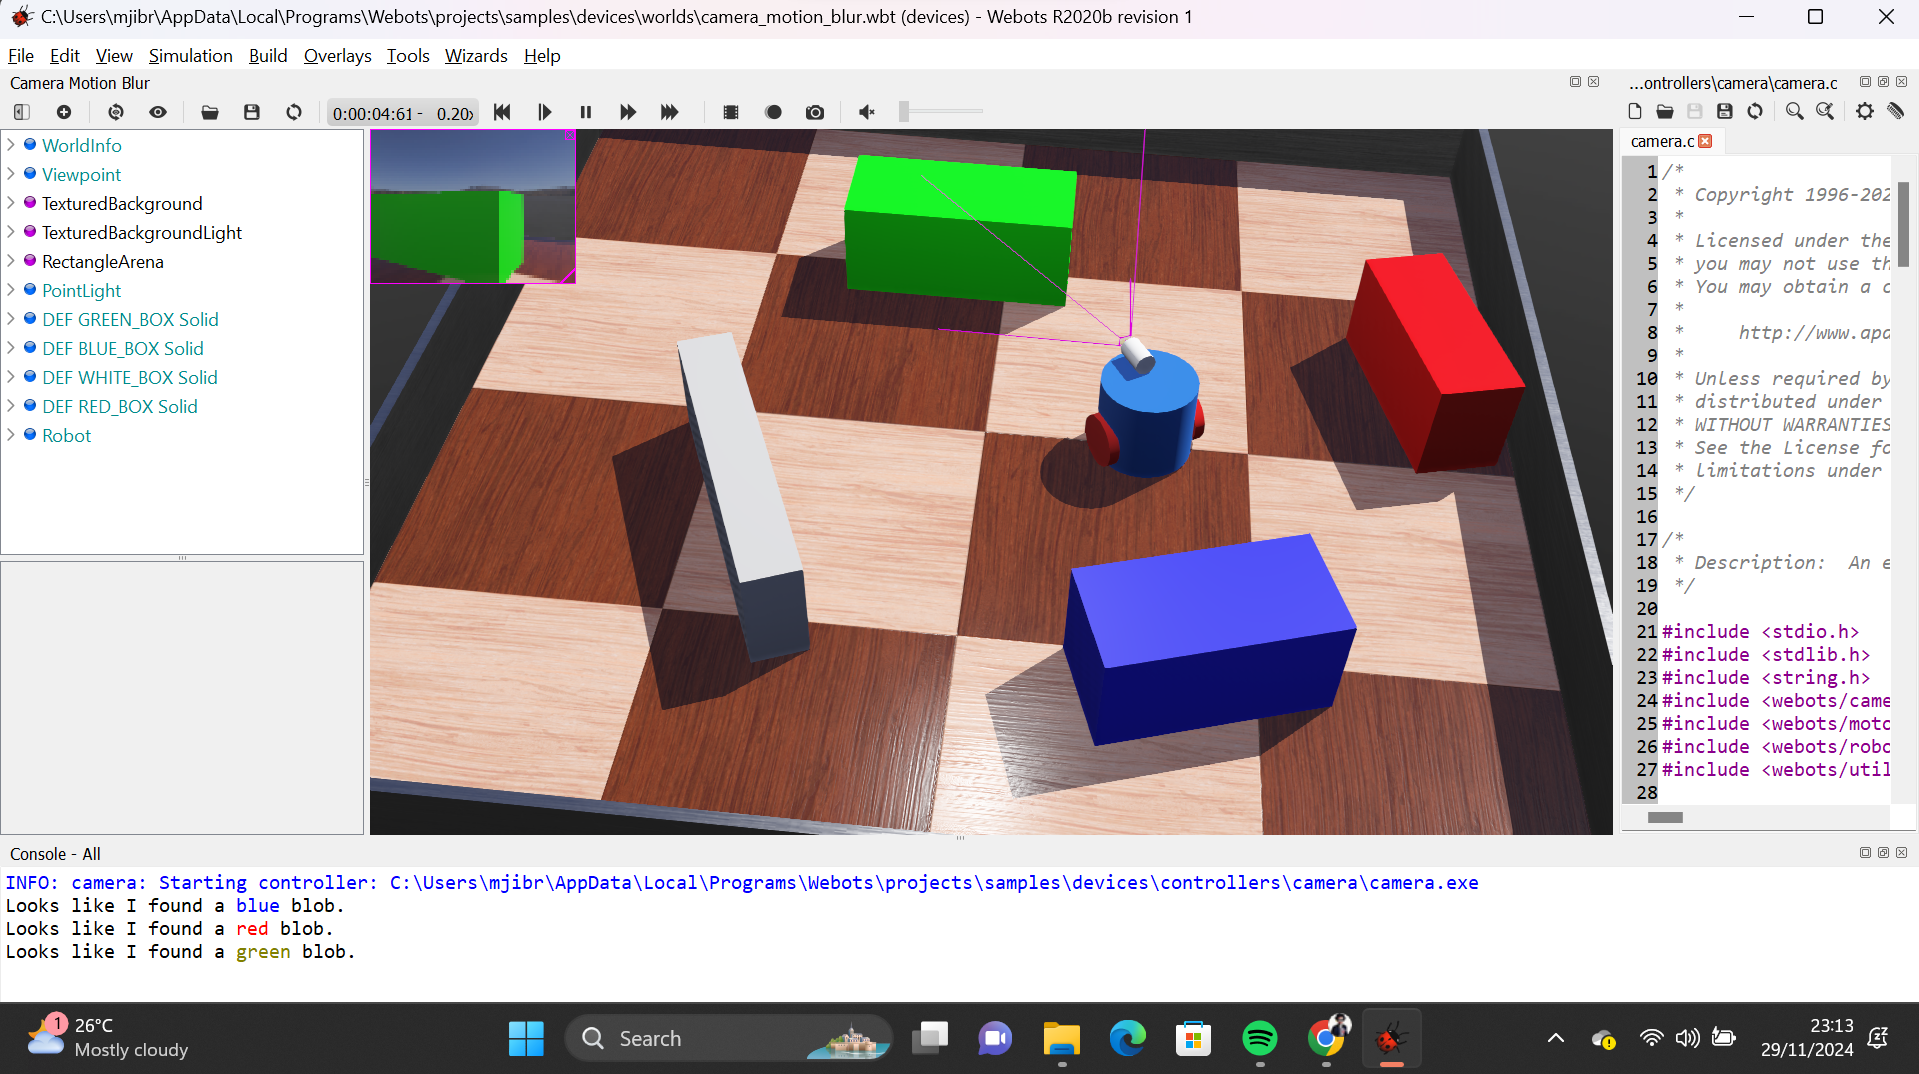 C:\Users\mjibr\AppData\Local\Programs\Webots\projects\samples\devices\worlds\camera_motion_blur.wbt (devices) - Webots R2020b revision 1
File Edit View Simulation Build Overlays Tools Wizards Help
Camera Motion Blur
0:00:04:61 - 0.20x
WorldInfo
Viewpoint
TexturedBackground
TexturedBackgroundLight
RectangleArena
PointLight
DEF GREEN_BOX Solid
DEF BLUE_BOX Solid
DEF WHITE_BOX Solid
DEF RED_BOX Solid
Robot
...ontrollers\camera\camera.c
camera.c
1 /*
2 * Copyright 1996-202
3 *
4 * Licensed under the
5 * you may not use th
6 * You may obtain a c
7 *
8 * http://www.apa
9 *
10 * Unless required by
11 * distributed under
12 * WITHOUT WARRANTIES
13 * See the License fo
14 * limitations under
15 */
16
17 /*
18 * Description: An e
19 */
20
21 #include <stdio.h>
22 #include <stdlib.h>
23 #include <string.h>
24 #include <webots/came
25 #include <webots/moto
26 #include <webots/robo
27 #include <webots/util
28
Console - All
INFO: camera: Starting controller: C:\Users\mjibr\AppData\Local\Programs\Webots\projects\samples\devices\controllers\camera\camera.exe
Looks like I found a blue blob.
Looks like I found a red blob.
Looks like I found a green blob.
1
26°C
Mostly cloudy
Search
23:13
29/11/2024